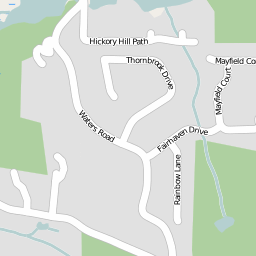 Hickory Hill Path
Thornbrook Drive
Mayfield Co
Mayfield Court
Waters Road
Fairhaven Drive
Rainbow Lane